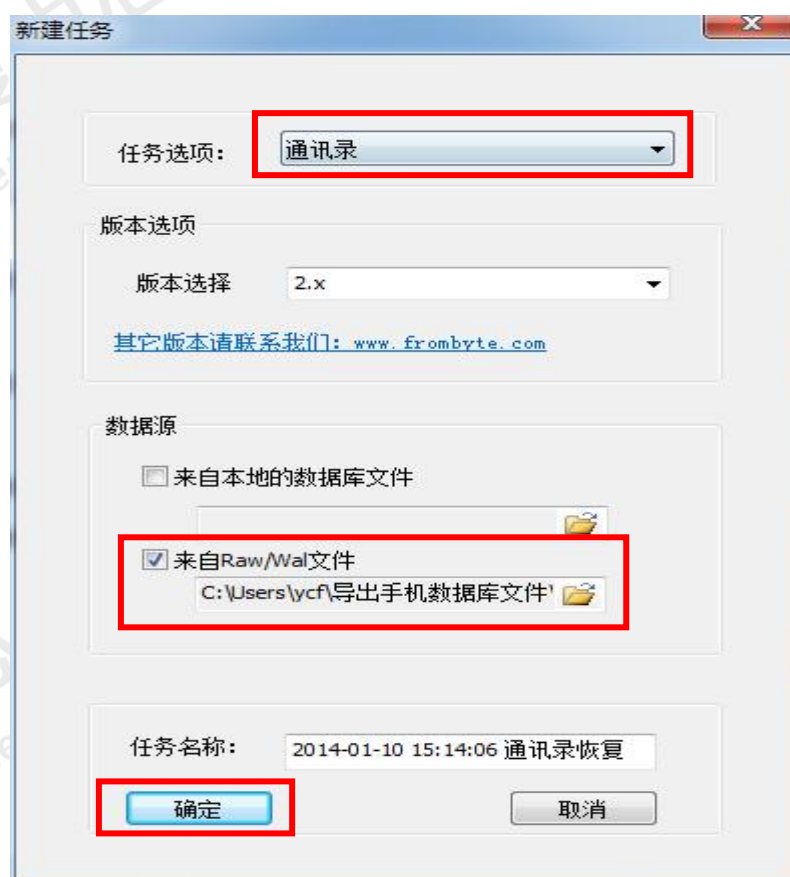 新建任务
任务选项：
通讯录
版本选项
版本选择
2.x
其它版本请联系我们：www.frombyte.com
数据源
来自本地的数据库文件
来自Raw/Wal文件
C:\Users\ycf\导出手机数据库文件
任务名称：
2014-01-10 15:14:06 通讯录恢复
确定
取消